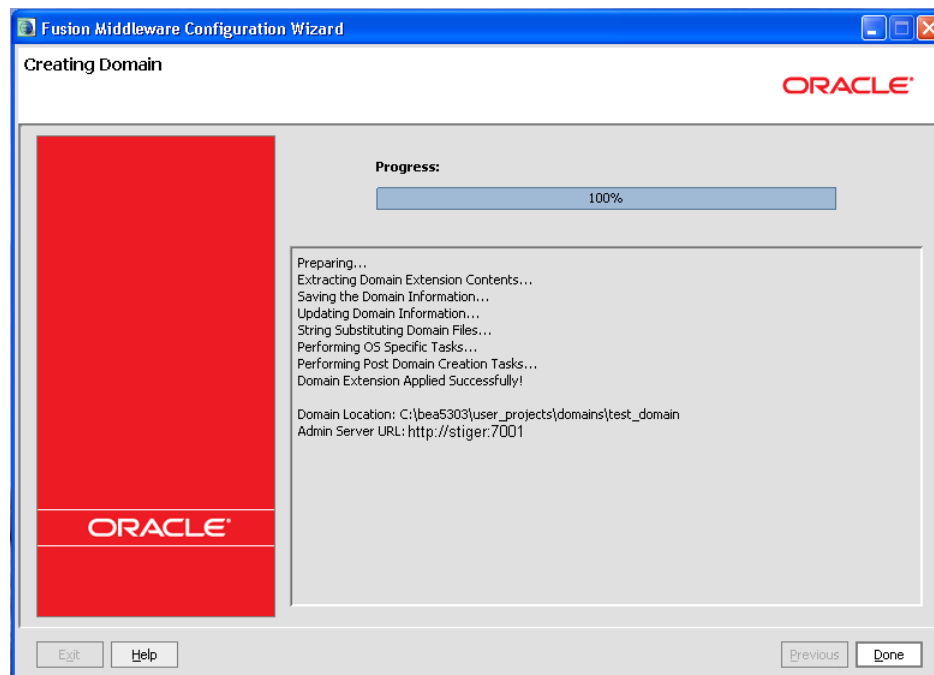 Fusion Middleware Configuration Wizard
Creating Domain
ORACLE
Progress:
100%
Preparing...
Extracting Domain Extension Contents...
Saving the Domain Information...
Updating Domain Information...
String Substituting Domain Files...
Performing OS Specific Tasks...
Performing Post Domain Creation Tasks...
Domain Extension Applied Successfully!
Domain Location: C:\bea5303\user_projects\domains\test_domain
Admin Server URL: http://stiger:7001
ORACLE
Exit
Help
Previous
Done